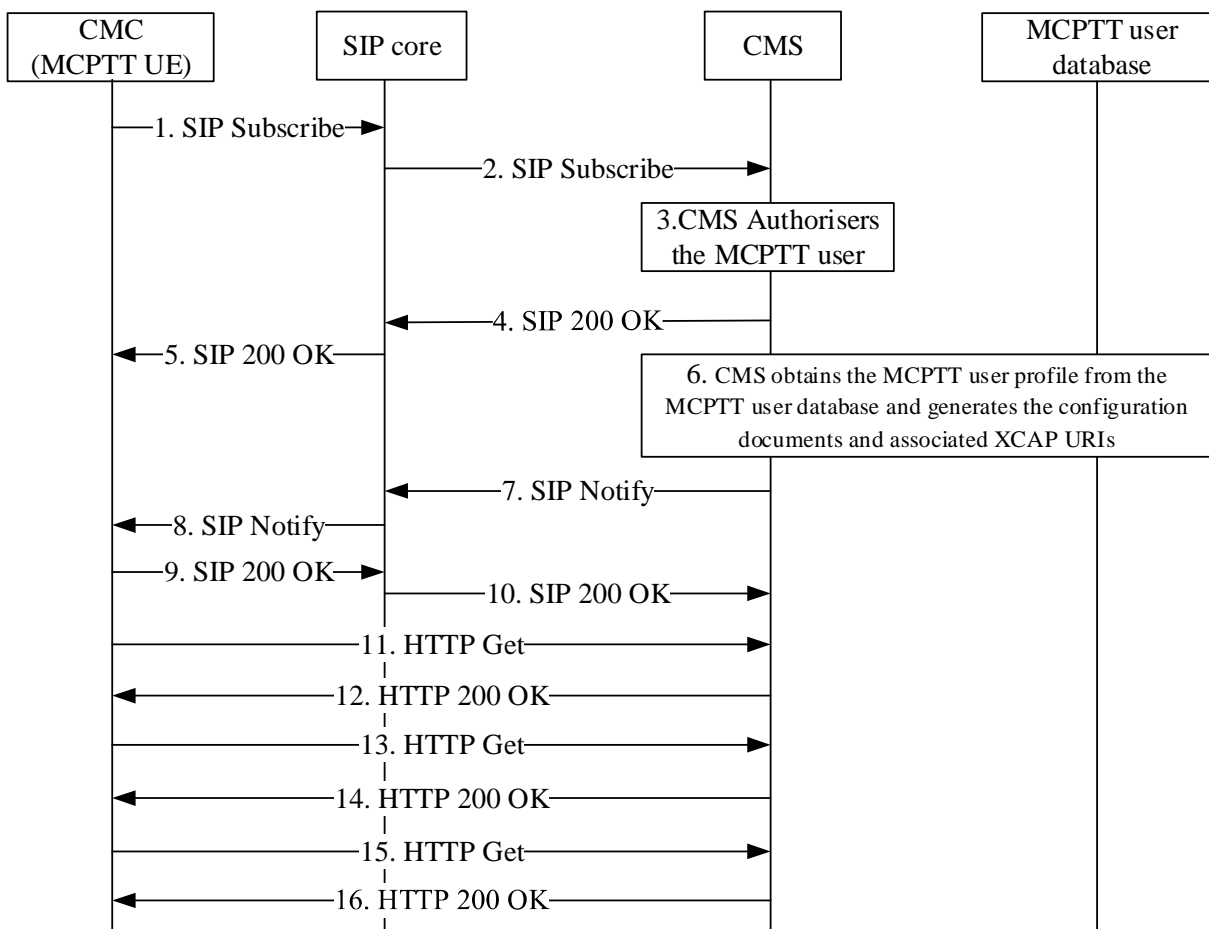 CMC
(MCPTT UE)
SIP core
CMS
MCPTT user
database
1. SIP Subscribe
2. SIP Subscribe
3.CMS Authorisers
the MCPTT user
4. SIP 200 OK
5. SIP 200 OK
6. CMS obtains the MCPTT user profile from the
MCPTT user database and generates the configuration
documents and associated XCAP URIs
7. SIP Notify
8. SIP Notify
9. SIP 200 OK
10. SIP 200 OK
11. HTTP Get
12. HTTP 200 OK
13. HTTP Get
14. HTTP 200 OK
15. HTTP Get
16. HTTP 200 OK